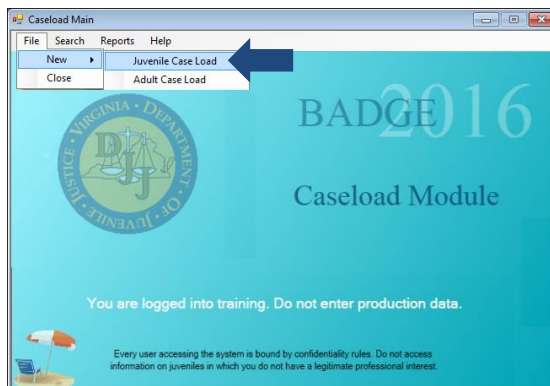 Caseload Main
File Search Reports Help
New Juvenile Case Load
Close Adult Case Load
VIRGINIA • DEPARTMENT OF JUVENILE JUSTICE
DJJ
BADGE 2016
Caseload Module
You are logged into training. Do not enter production data.
Every user accessing the system is bound by confidentiality rules. Do not access
information on juveniles in which you do not have a legitimate professional interest.